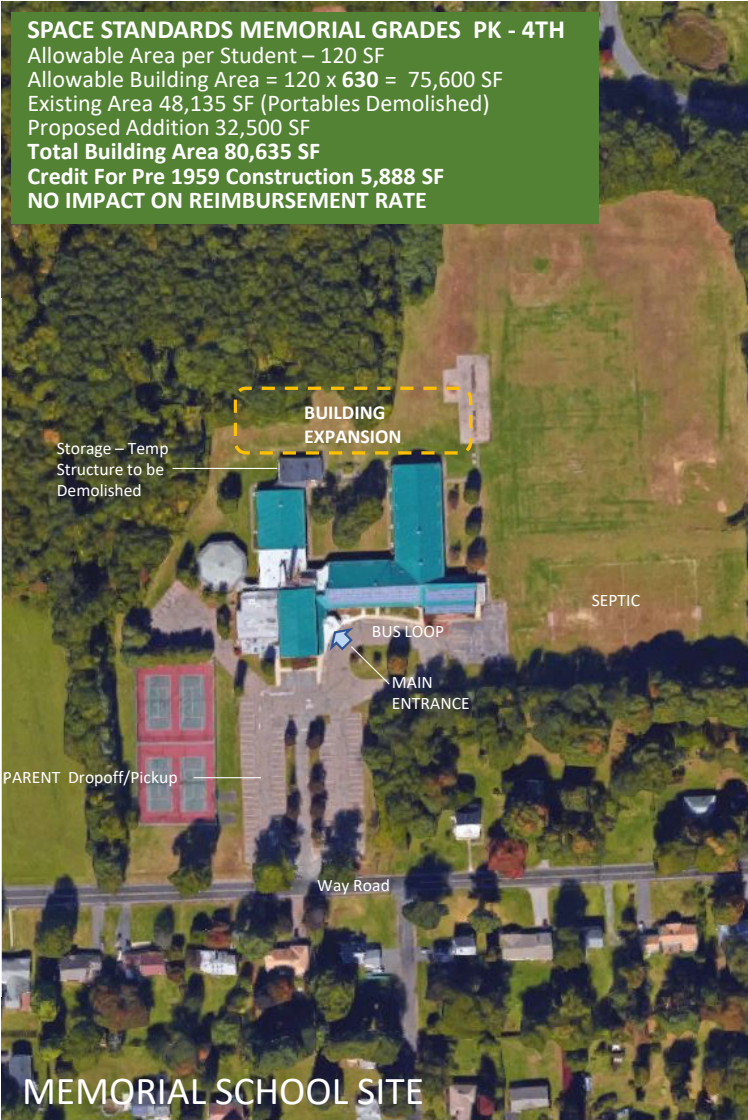 SPACE STANDARDS MEMORIAL GRADES PK - 4TH
Allowable Area per Student – 120 SF
Allowable Building Area = 120 x 630 = 75,600 SF
Existing Area 48,135 SF (Portables Demolished)
Proposed Addition 32,500 SF
Total Building Area 80,635 SF
Credit For Pre 1959 Construction 5,888 SF
NO IMPACT ON REIMBURSEMENT RATE
BUILDING
EXPANSION
Storage – Temp
Structure to be
Demolished
SEPTIC
BUS LOOP
MAIN
ENTRANCE
PARENT Dropoff/Pickup
Way Road
MEMORIAL SCHOOL SITE